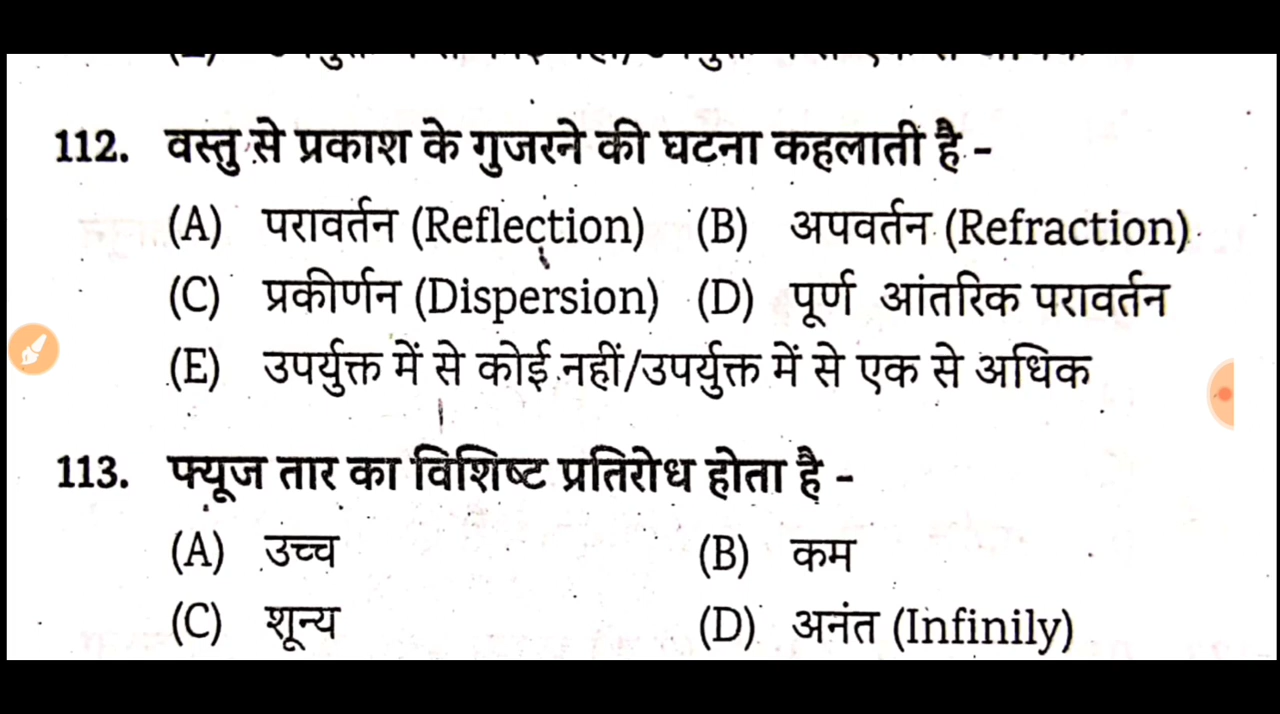 112. वस्तु से प्रकाश के गुजरने की घटना कहलाती है -
(A) परावर्तन (Reflection) (B) अपवर्तन (Refraction)
(C) प्रकीर्णन (Dispersion) (D) पूर्ण आंतरिक परावर्तन
(E) उपर्युक्त में से कोई नहीं/उपर्युक्त में से एक से अधिक
113. फ्यूज तार का विशिष्ट प्रतिरोध होता है -
(A) उच्च (B) कम
(C) शून्य (D) अनंत (Infinily)